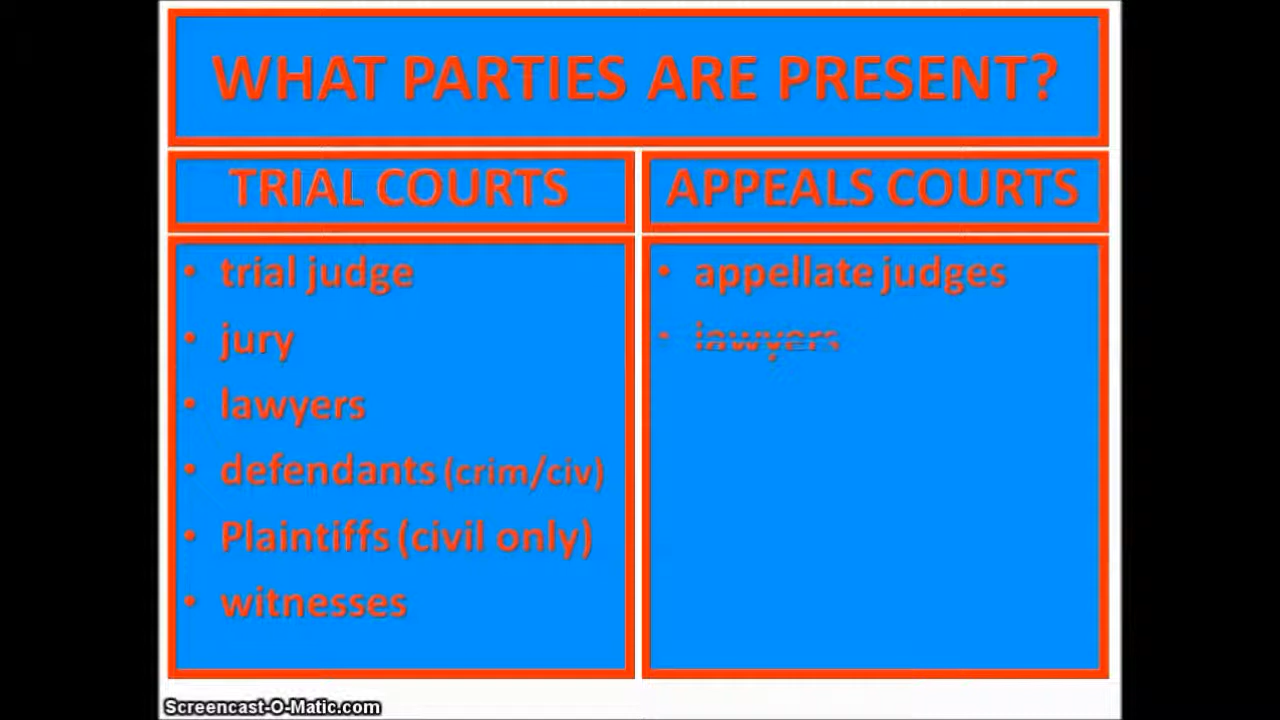 WHAT PARTIES ARE PRESENT?
TRIAL COURTS
• trial judge
• jury
• lawyers
• defendants (crim/civ)
• Plaintiffs (civil only)
• witnesses
APPEALS COURTS
• appellate judges
• lawyers
Screencast-O-Matic.com